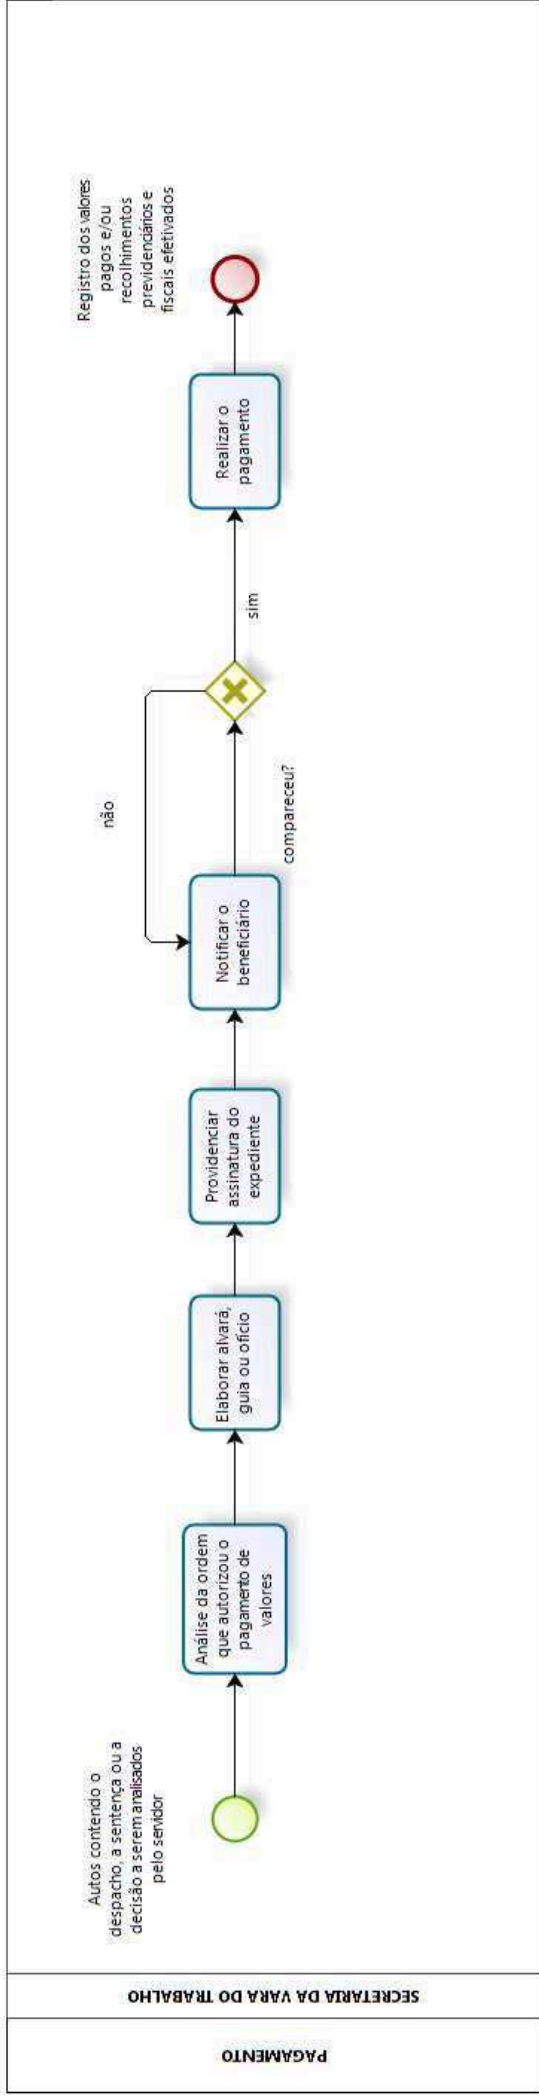 PAGAMENTO
SECRETARIA DA VARA DO TRABALHO
Autos contendo o
despacho, a sentença ou a
decisão a serem analisados
pelo servidor
Análise da ordem
que autorizou o
pagamento de
valores
Elaborar alvará,
guia ou ofício
Providenciar
assinatura do
expediente
Notificar o
beneficiário
compareceu?
não
sim
Realizar o
pagamento
Registro dos valores
pagos e/ou
recolhimentos
previdenciários e
fiscais efetivados